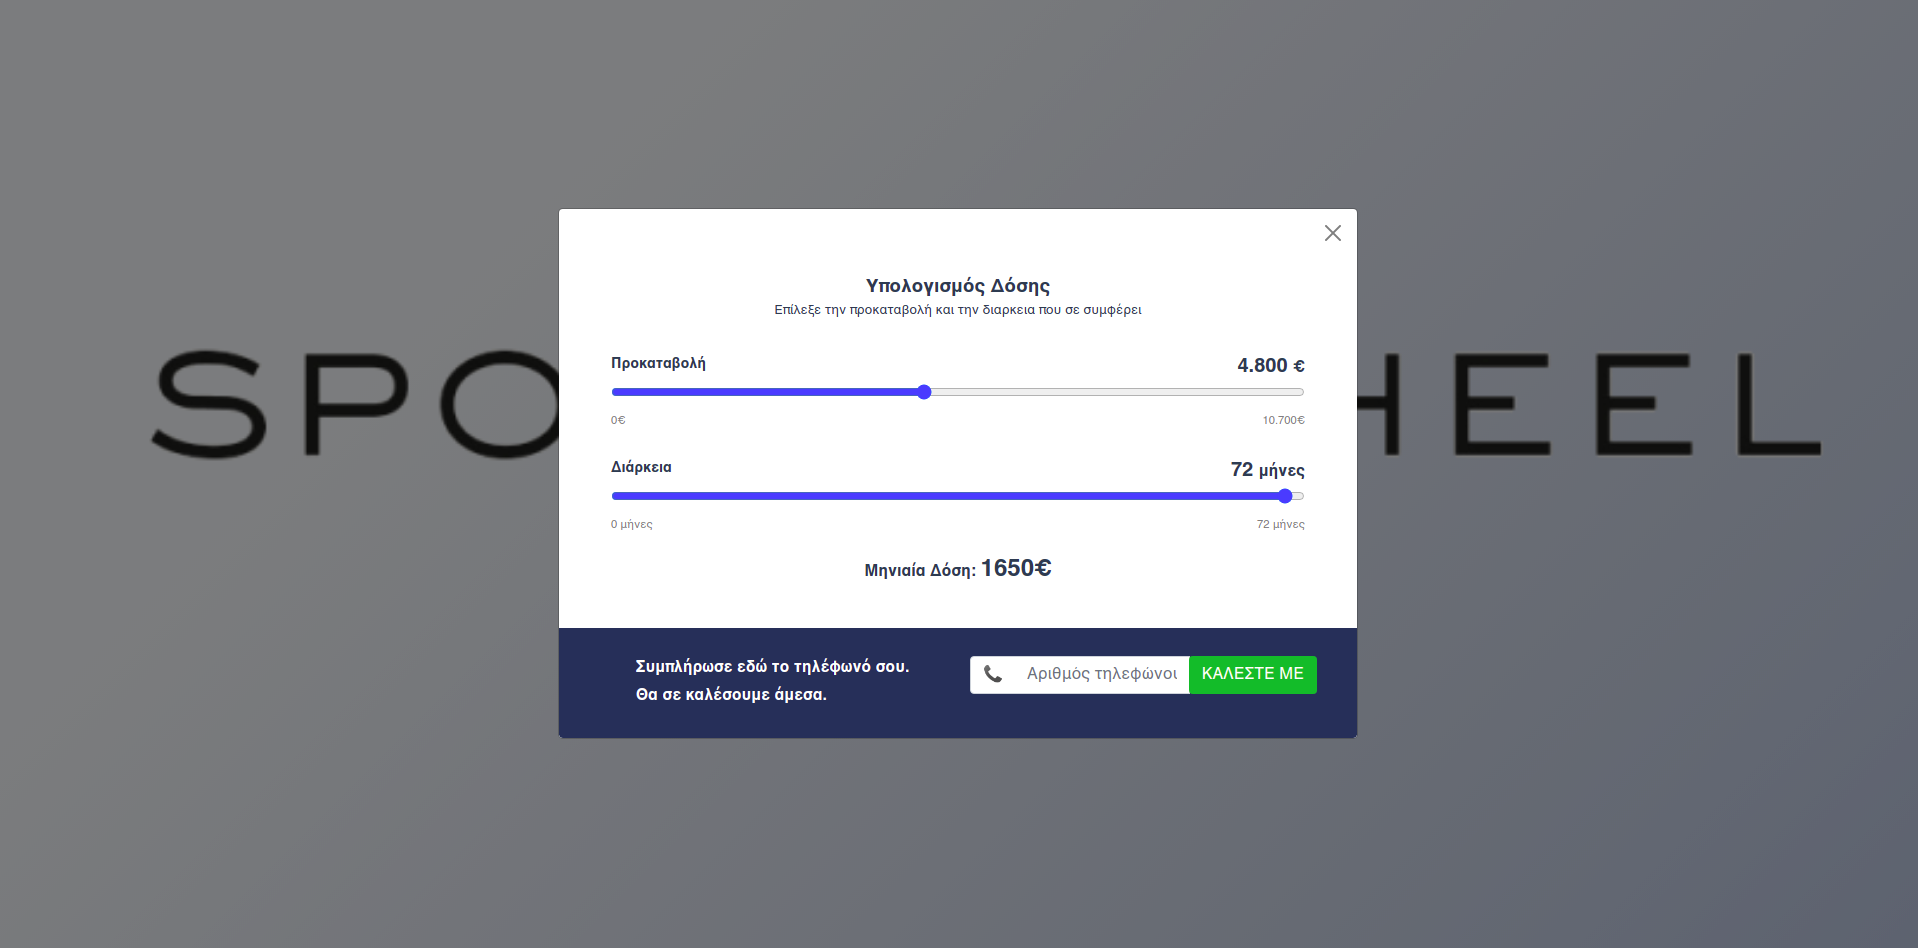 SPO HEEL
Υπολογισμός Δόσης
Επίλεξε την προκαταβολή και την διαρκεια που σε συμφέρει
Προκαταβολή 4.800 €
0€ 10.700€
Διάρκεια 72 μήνες
0 μήνες 72 μήνες
Μηνιαία Δόση: 1650€
Συμπλήρωσε εδώ το τηλέφωνό σου.
Θα σε καλέσουμε άμεσα.
Αριθμός τηλεφώνοι ΚΑΛΕΣΤΕ ΜΕ